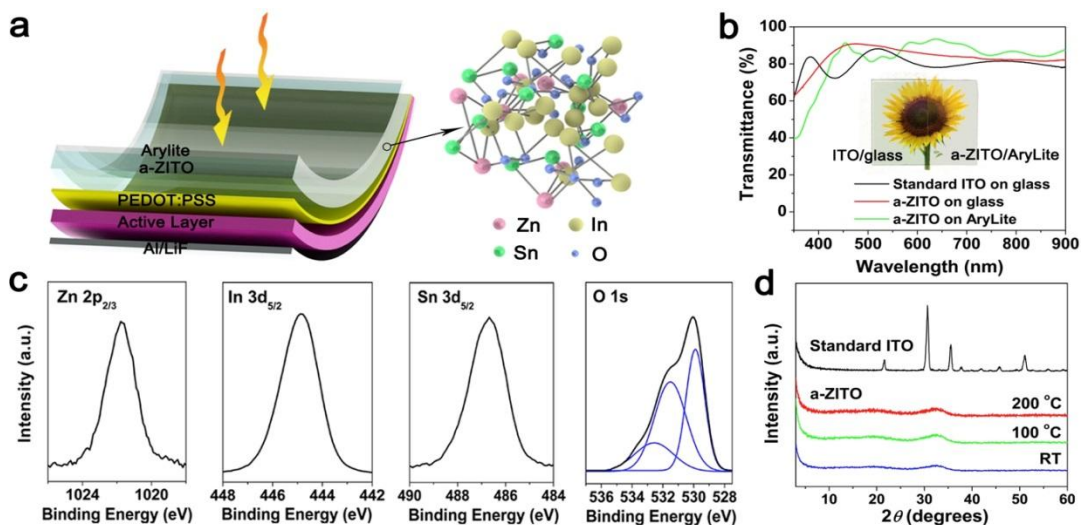 a
Arylite
a-ZITO
PEDOT:PSS
Active Layer
Al/LiF
Zn In
Sn O
b
Transmittance (%)
100
80
60
40
20
0
ITO/glass a-ZITO/AryLite
Standard ITO on glass
a-ZITO on glass
a-ZITO on AryLite
400 500 600 700 800 900
Wavelength (nm)
c
Intensity (a.u.)
Zn 2p2/3
1024 1020
Binding Energy (eV)
In 3d5/2
448 446 444 442
Binding Energy (eV)
Sn 3d5/2
490 488 486 484
Binding Energy (eV)
O 1s
536 533 530 528
Binding Energy (eV)
d
Intensity (a.u.)
Standard ITO
a-ZITO
200 °C
100 °C
RT
10 20 30 40 50 60
2θ (degrees)